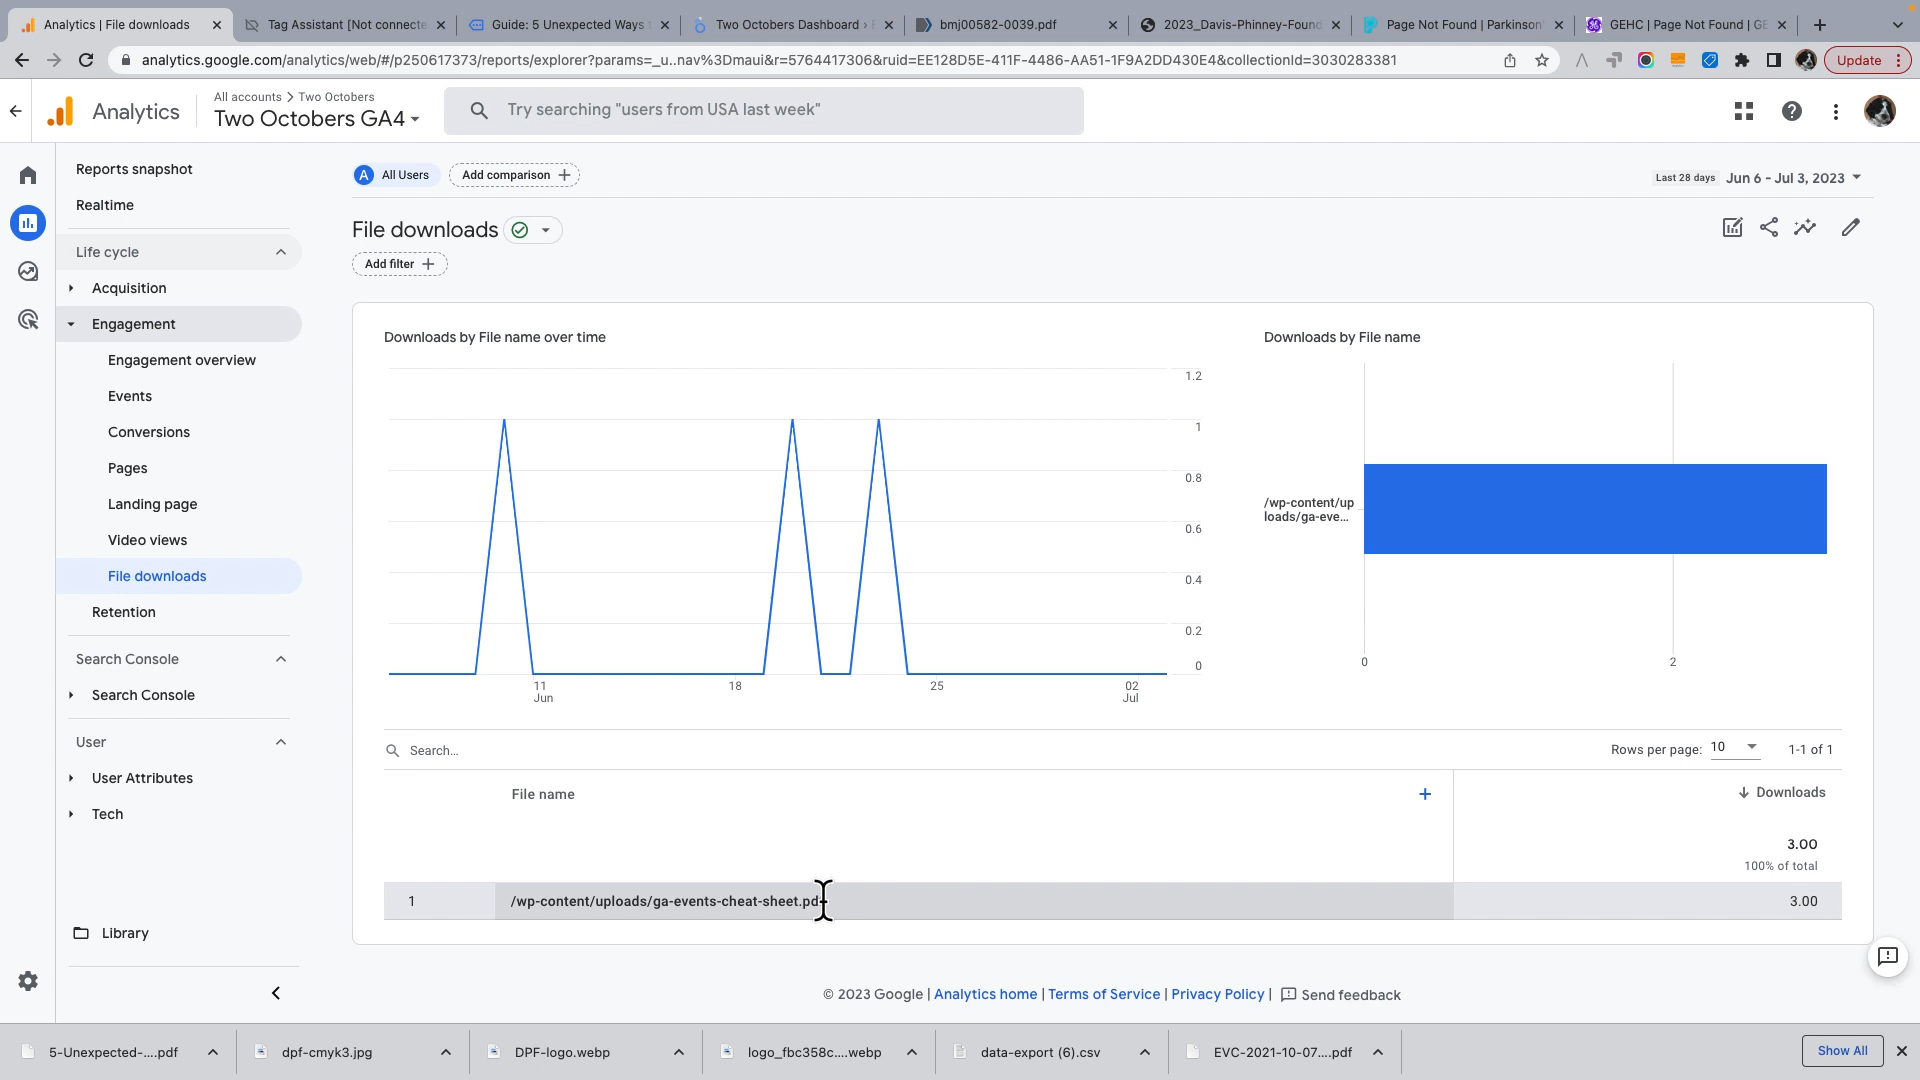 Analytics | File downloads
Tag Assistant [Not connecte
Guide: 5 Unexpected Ways
Two Octobers Dashboard ›
bmj00582-0039.pdf
2023_Davis-Phinney-Found
Page Not Found | Parkinson'
GEHC | Page Not Found | GE
analytics.google.com/analytics/web/#/p250617373/reports/explorer?params=_u..nav%3Dmaui&r=5764417306&ruid=EE128D5E-411F-4486-AA51-1F9A2DD430E4&collectionId=3030283381
Update
Analytics
All accounts > Two Octobers
Two Octobers GA4
Try searching "users from USA last week"
Reports snapshot
Realtime
Life cycle
Acquisition
Engagement
Engagement overview
Events
Conversions
Pages
Landing page
Video views
File downloads
Retention
Search Console
Search Console
User
User Attributes
Tech
Library
A All Users
Add comparison +
Last 28 days Jun 6 - Jul 3, 2023
File downloads
Add filter +
Downloads by File name over time
1.2
1
0.8
0.6
0.4
0.2
0
11
Jun
18
25
02
Jul
Downloads by File name
/wp-content/up
loads/ga-eve...
0
2
Search...
Rows per page: 10
1-1 of 1
File name
+
Downloads
3.00
100% of total
1
/wp-content/uploads/ga-events-cheat-sheet.pd
3.00
© 2023 Google | Analytics home | Terms of Service | Privacy Policy | Send feedback
5-Unexpected-....pdf
dpf-cmyk3.jpg
DPF-logo.webp
logo_fbc358c....webp
data-export (6).csv
EVC-2021-10-07....pdf
Show All